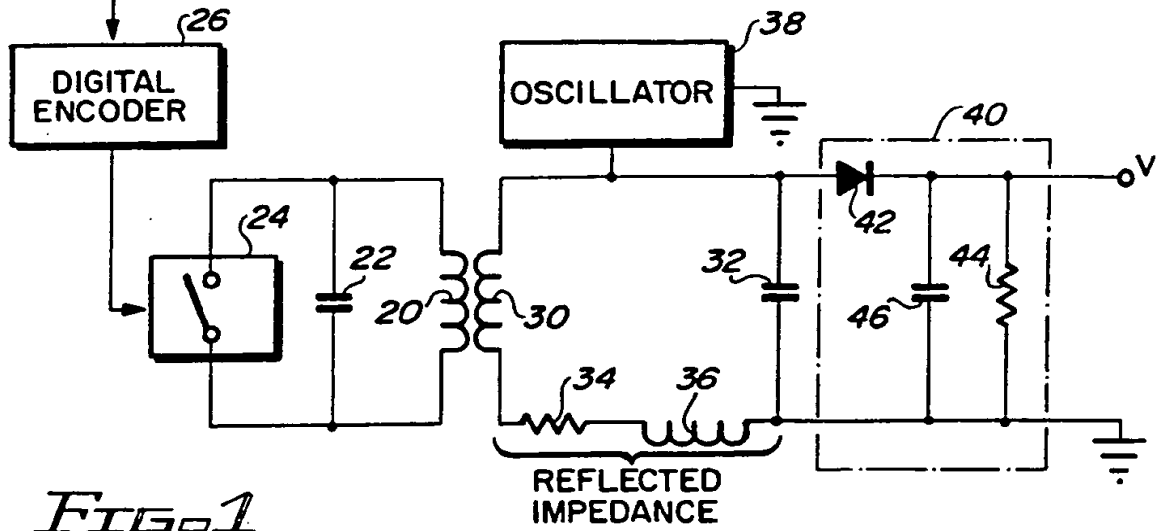 26
38
DIGITAL
ENCODER
OSCILLATOR
40
V
24
42
22
32
44
20
30
46
34
36
REFLECTED
IMPEDANCE
FIG. 1